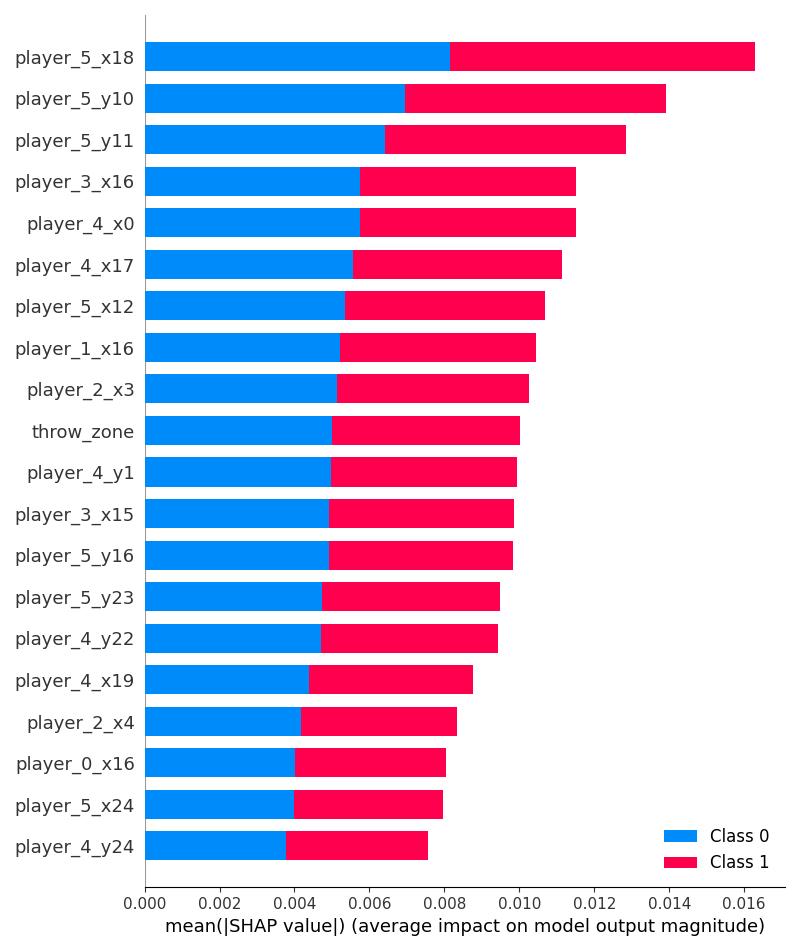 player_5_x18
player_5_y10
player_5_y11
player_3_x16
player_4_x0
player_4_x17
player_5_x12
player_1_x16
player_2_x3
throw_zone
player_4_y1
player_3_x15
player_5_y16
player_5_y23
player_4_y22
player_4_x19
player_2_x4
player_0_x16
player_5_x24
player_4_y24
Class 0
Class 1
0.000 0.002 0.004 0.006 0.008 0.010 0.012 0.014 0.016
mean(|SHAP value|) (average impact on model output magnitude)